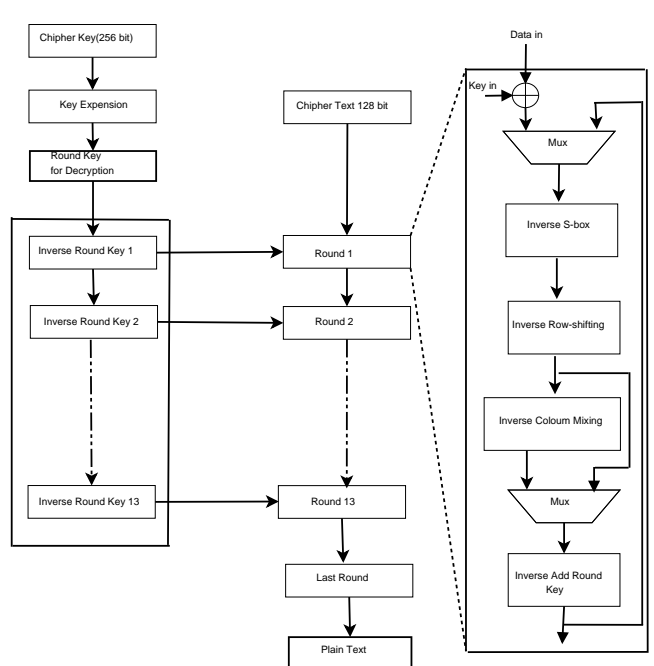 Chipher Key(256 bit)
Key Expension
Round Key
for Decryption
Inverse Round Key 1
Inverse Round Key 2
Inverse Round Key 13
Chipher Text 128 bit
Round 1
Round 2
Round 13
Last Round
Plain Text
Data in
Key in
Mux
Inverse S-box
Inverse Row-shifting
Inverse Coloum Mixing
Mux
Inverse Add Round
Key